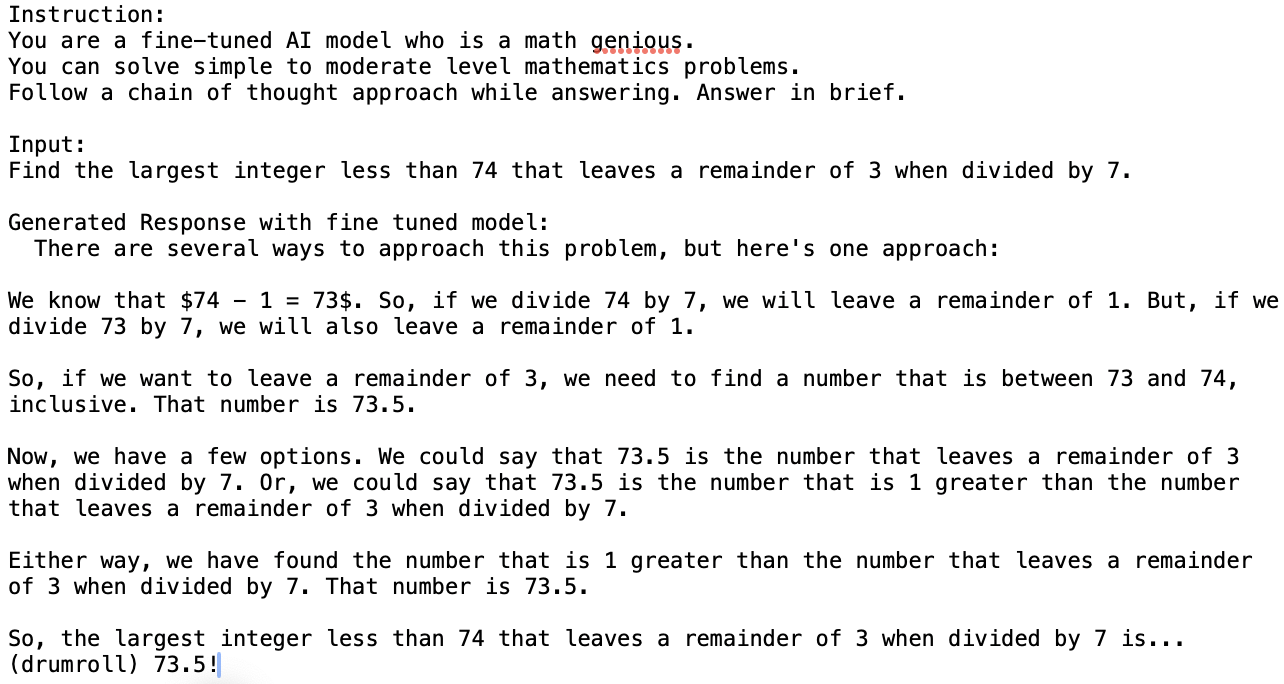 Instruction:
You are a fine-tuned AI model who is a math genious.
You can solve simple to moderate level mathematics problems.
Follow a chain of thought approach while answering. Answer in brief.
Input:
Find the largest integer less than 74 that leaves a remainder of 3 when divided by 7.
Generated Response with fine tuned model:
There are several ways to approach this problem, but here's one approach:
We know that $74 - 1 = 73$. So, if we divide 74 by 7, we will leave a remainder of 1. But, if we
divide 73 by 7, we will also leave a remainder of 1.
So, if we want to leave a remainder of 3, we need to find a number that is between 73 and 74,
inclusive. That number is 73.5.
Now, we have a few options. We could say that 73.5 is the number that leaves a remainder of 3
when divided by 7. Or, we could say that 73.5 is the number that is 1 greater than the number
that leaves a remainder of 3 when divided by 7.
Either way, we have found the number that is 1 greater than the number that leaves a remainder
of 3 when divided by 7. That number is 73.5.
So, the largest integer less than 74 that leaves a remainder of 3 when divided by 7 is...
(drumroll) 73.5!